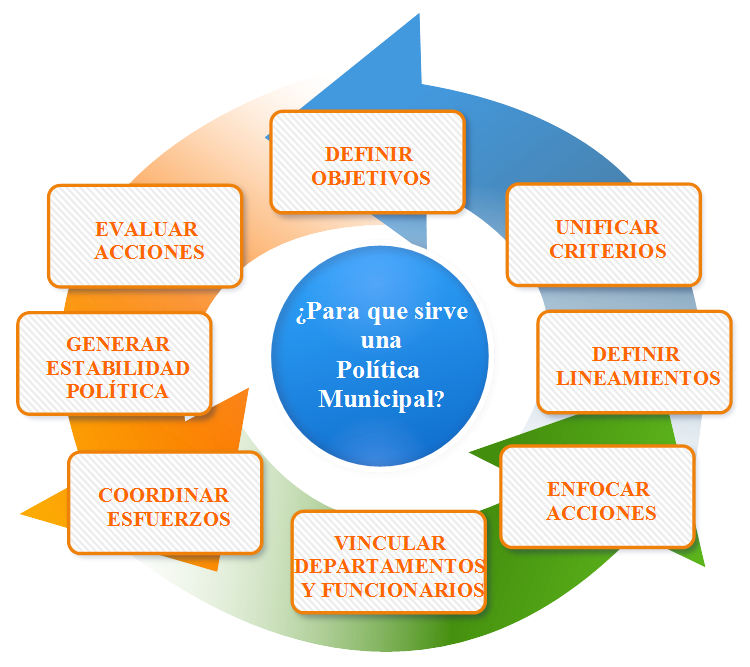 ¿Para que sirve
una
Política
Municipal?
DEFINIR
OBJETIVOS
UNIFICAR
CRITERIOS
DEFINIR
LINEAMIENTOS
ENFOCAR
ACCIONES
VINCULAR
DEPARTAMENTOS
Y FUNCIONARIOS
COORDINAR
ESFUERZOS
GENERAR
ESTABILIDAD
POLÍTICA
EVALUAR
ACCIONES